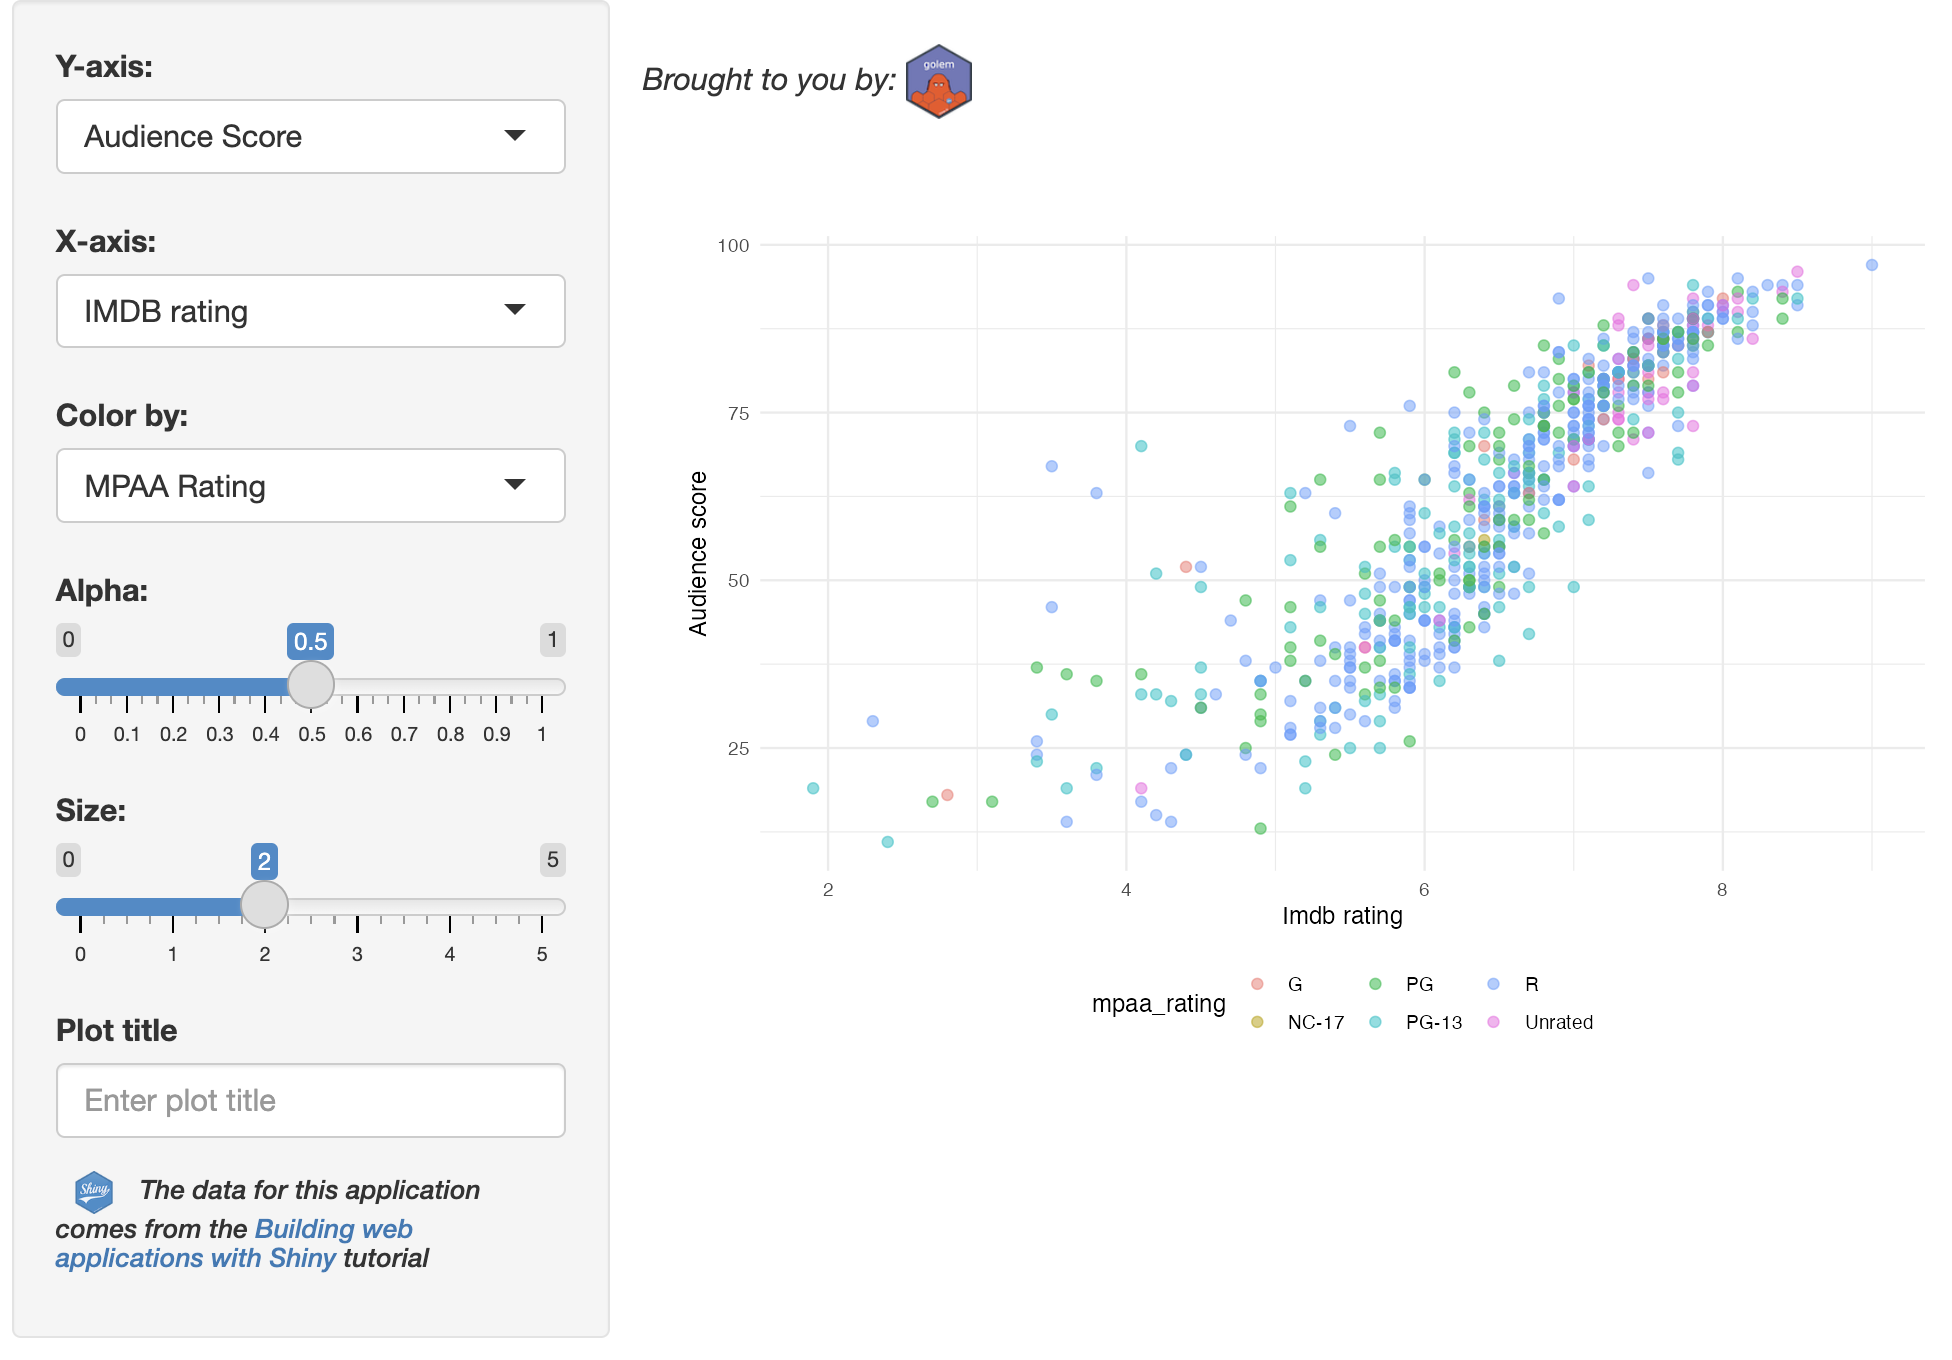 Y-axis:
Audience Score
X-axis:
IMDB rating
Color by:
MPAA Rating
Alpha:
0 0.5 1
0 0.1 0.2 0.3 0.4 0.5 0.6 0.7 0.8 0.9 1
Size:
0 2 5
0 1 2 3 4 5
Plot title
Enter plot title
Shiny
The data for this application
comes from the Building web
applications with Shiny tutorial
Brought to you by:
golem
100
75
50
25
Audience score
2 4 6 8
Imdb rating
mpaa_rating
G PG R
NC-17 PG-13 Unrated